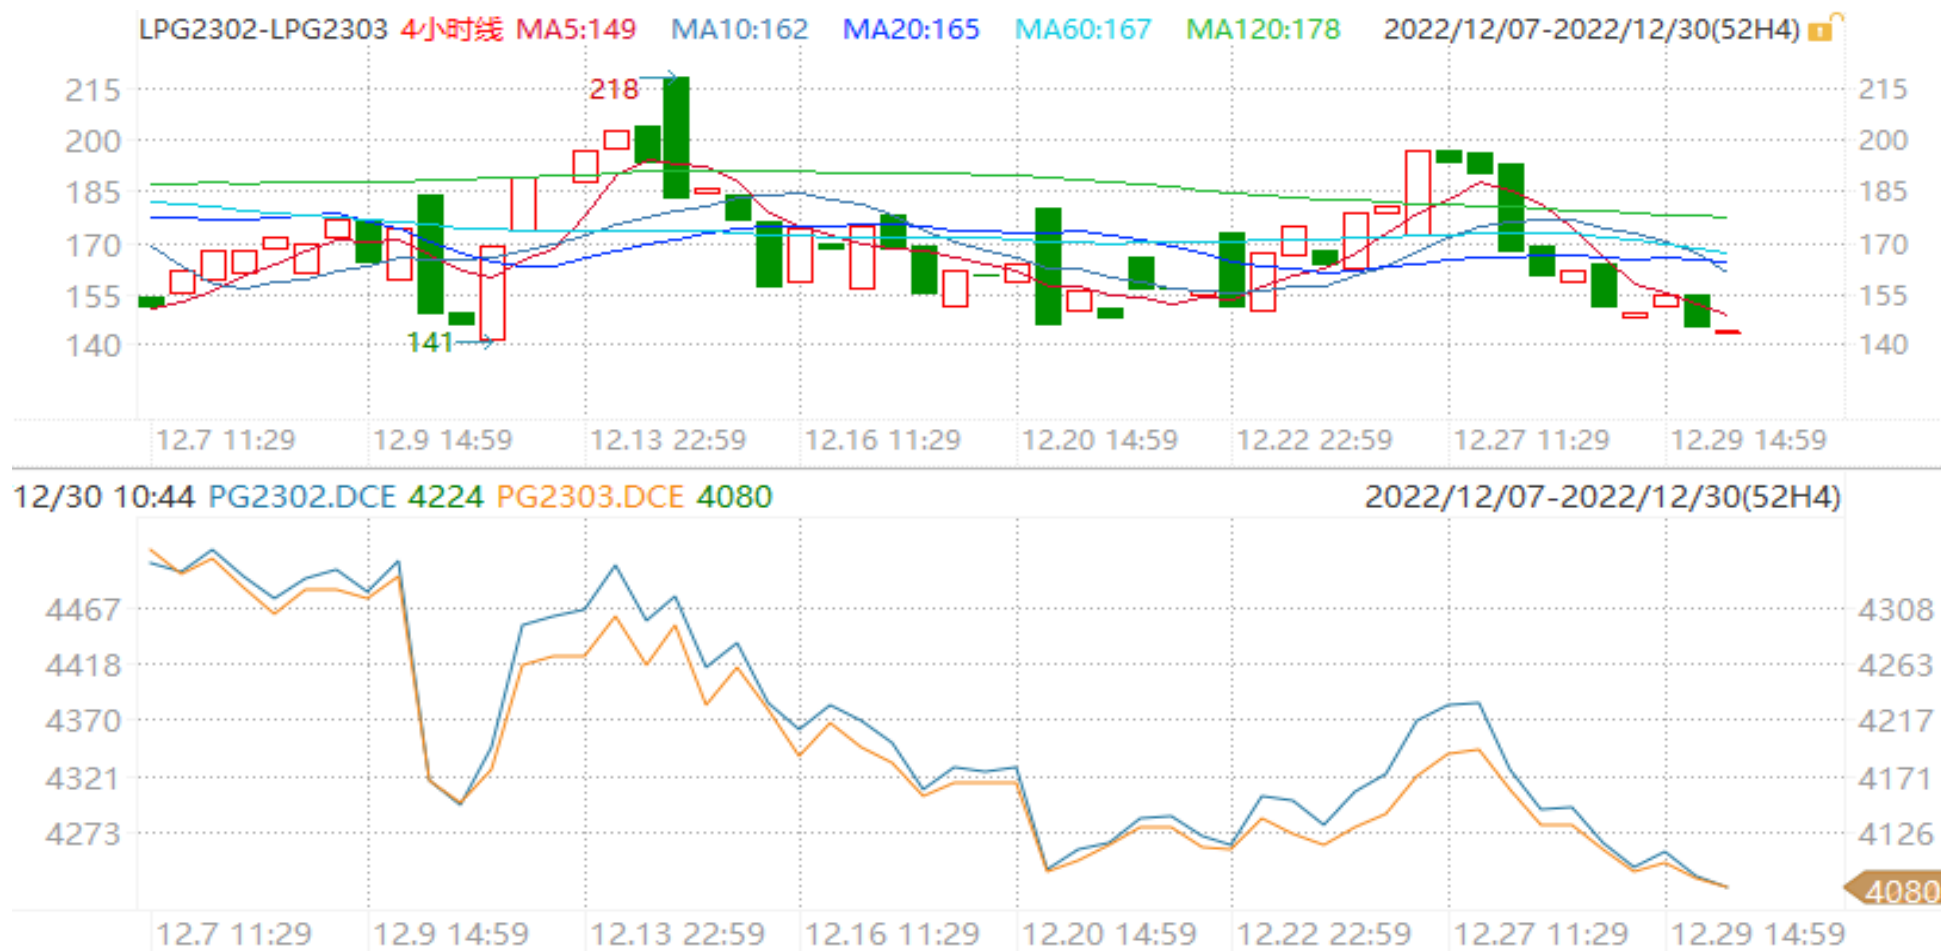 LPG2302-LPG2303 4小时线 MA5:149 MA10:162 MA20:165 MA60:167 MA120:178 2022/12/07-2022/12/30(52H4)
215 218 215
200 200
185 185
170 170
155 155
140 141 140
12.7 11:29 12.9 14:59 12.13 22:59 12.16 11:29 12.20 14:59 12.22 22:59 12.27 11:29 12.29 14:59
12/30 10:44 PG2302.DCE 4224 PG2303.DCE 4080 2022/12/07-2022/12/30(52H4)
4467 4308
4418 4263
4370 4217
4321 4171
4273 4126
4080
12.7 11:29 12.9 14:59 12.13 22:59 12.16 11:29 12.20 14:59 12.22 22:59 12.27 11:29 12.29 14:59